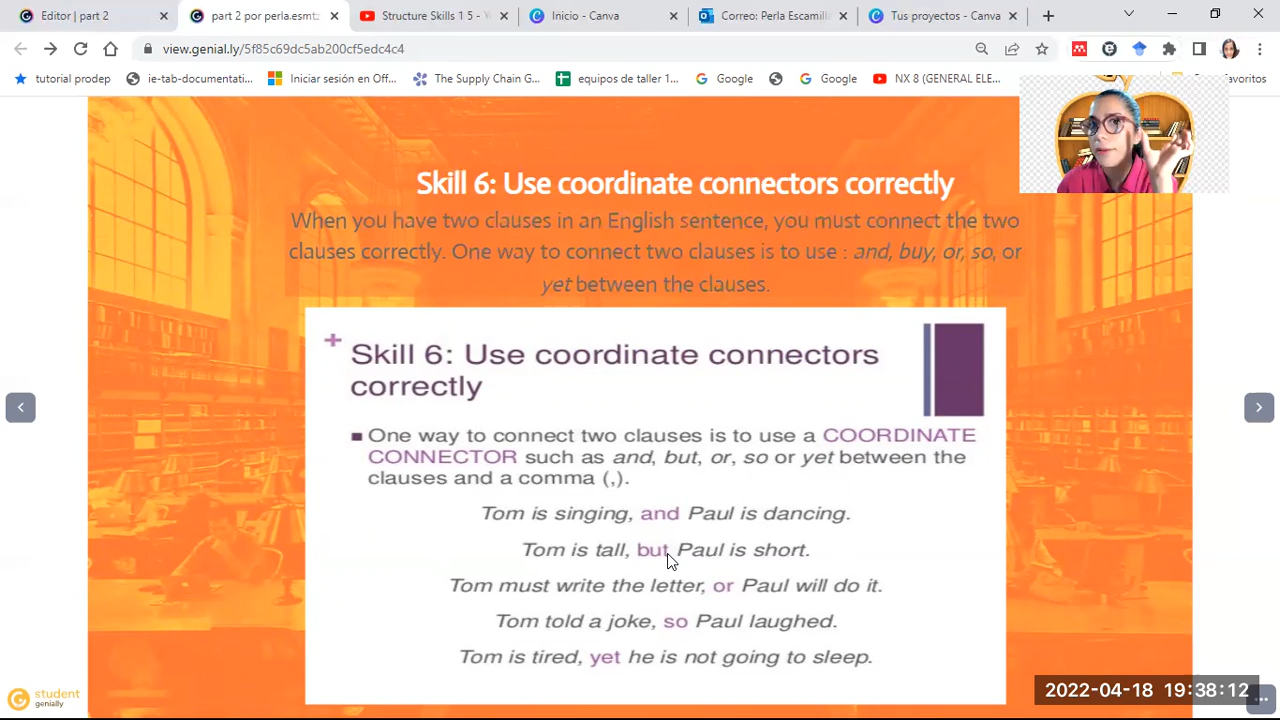 Editor | part 2
part 2 por perla.esmt
Structure Skills 1 5 - Y
Inicio - Canva
Correo: Perla Escamill
Tus proyectos - Canva
view.genial.ly/5f85c69dc5ab200cf5edc4c4
tutorial prodep
ie-tab-documentati...
Iniciar sesión en Off...
The Supply Chain G...
equipos de taller 1...
Google
Google
NX 8 (GENERAL ELE...
Favoritos
Skill 6: Use coordinate connectors correctly
When you have two clauses in an English sentence, you must connect the two
clauses correctly. One way to connect two clauses is to use : and, buy, or, so, or
yet between the clauses.
+
Skill 6: Use coordinate connectors
correctly
One way to connect two clauses is to use a COORDINATE
CONNECTOR such as and, but, or, so or yet between the
clauses and a comma (,).
Tom is singing, and Paul is dancing.
Tom is tall, but Paul is short.
Tom must write the letter, or Paul will do it.
Tom told a joke, so Paul laughed.
Tom is tired, yet he is not going to sleep.
student
genially
2022-04-18 19:38:12